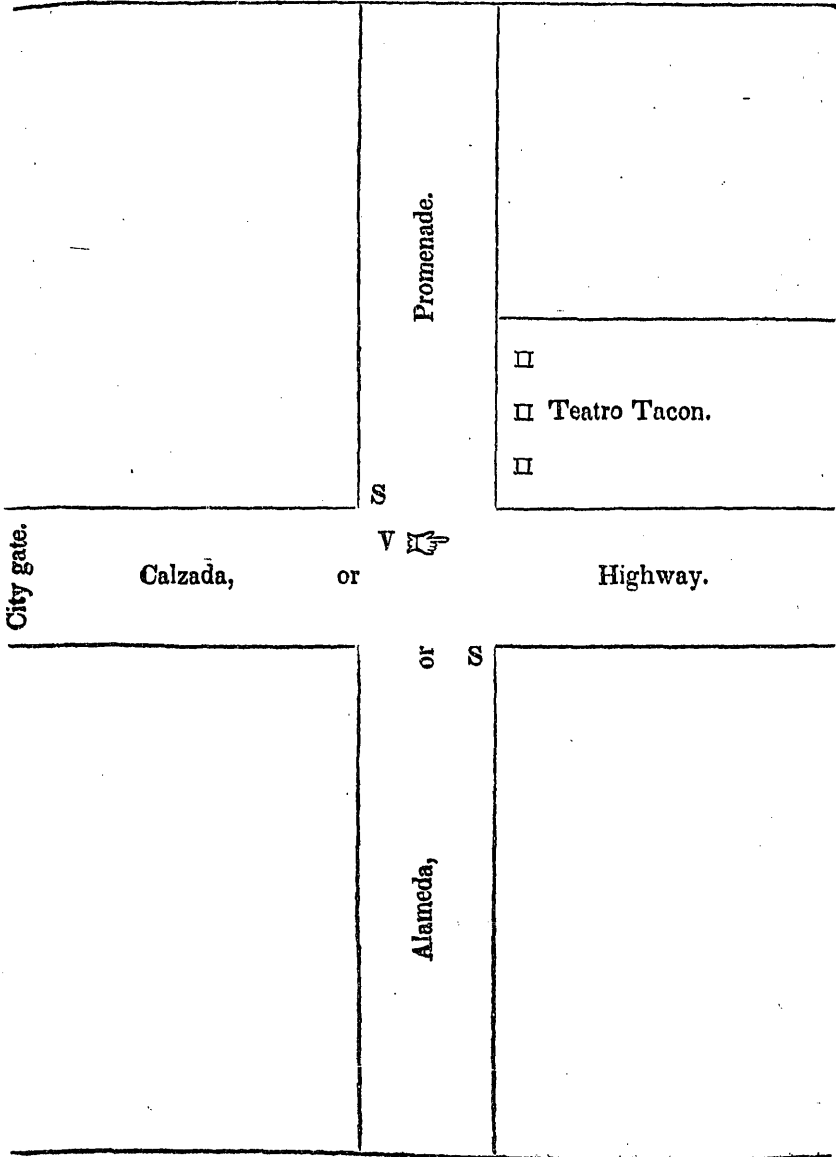 Promenade.
Teatro Tacon.
S
V
City gate.
Calzada, or Highway.
or
S
Alameda,